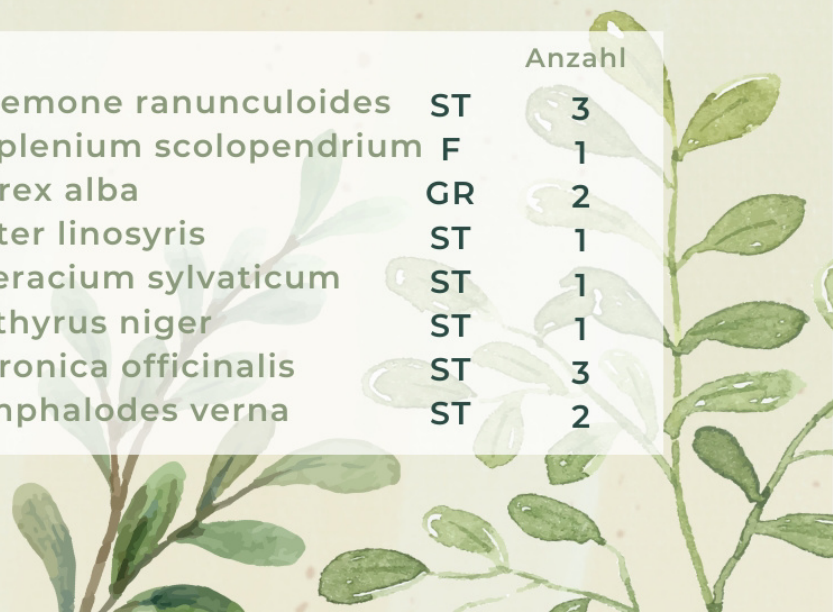 Anzahl
emone ranunculoides ST 3
plenium scolopendrium F 1
rex alba GR 2
ter linosyris ST 1
eracium sylvaticum ST 1
thyrus niger ST 1
ronica officinalis ST 3
mphalodes verna ST 2